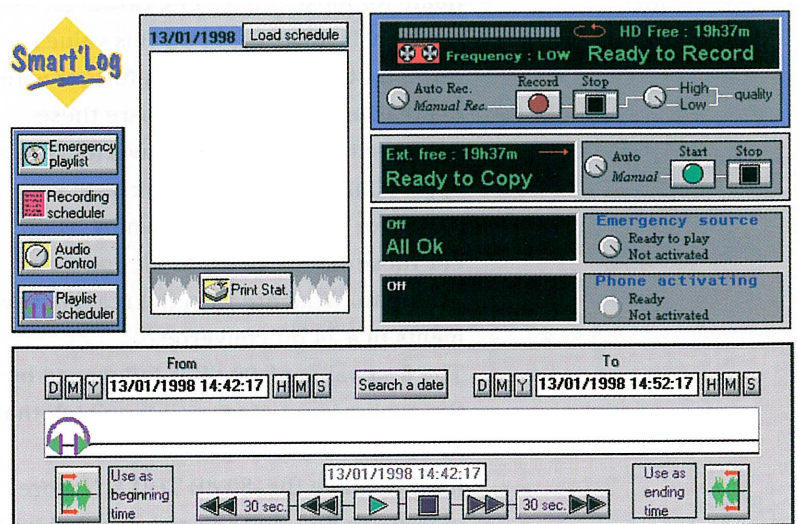 Smart'Log
Emergency
playlist
Recording
scheduler
Audio
Control
Playlist
scheduler
13/01/1998 Load schedule
Print Stat.
HD Free : 19h37m
Frequency : LOW Ready to Record
Auto Rec.
Manual Rec.
Record Stop
High
Low
quality
Ext. free : 19h37m
Ready to Copy
Auto
Manual
Start Stop
Off
All Ok
Emergency source
Ready to play
Not activated
Off
Phone activating
Ready
Not activated
From
D M Y 13/01/1998 14:42:17 H M S
Search a date
To
D M Y 13/01/1998 14:52:17 H M S
Use as
beginning
time
13/01/1998 14:42:17
30 sec.
30 sec.
Use as
ending
time